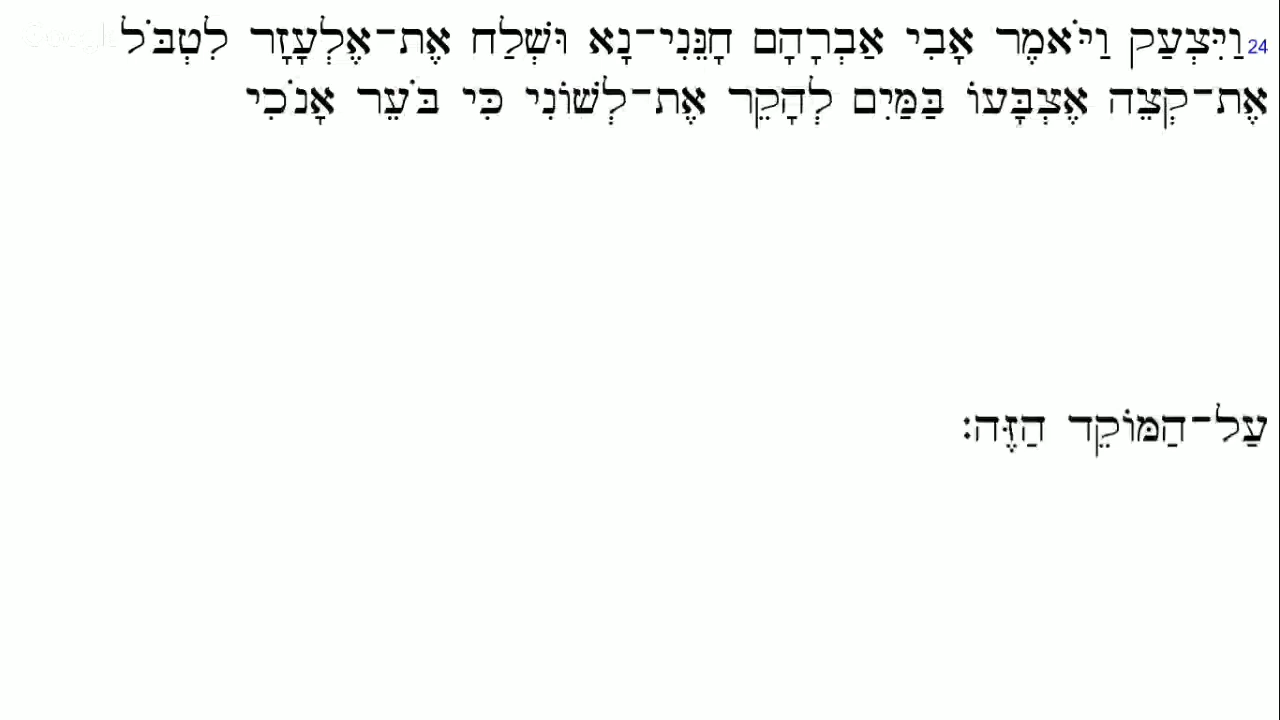 24 וַיִּצְעַק וַיֹּאמֶר אָבִי אַבְרָהָם חָנֵּנִי־נָא וּשְׁלַח אֶת־אֶלְעָזָר לִטְבֹּל
אֶת־קְצֵה אֶצְבָּעוֹ בַּמַּיִם לְהָקֵר אֶת־לְשׁוֹנִי כִּי בֹּעֵר אָנֹכִי
עַל־הַמּוֹקֵד הַזֶּה׃